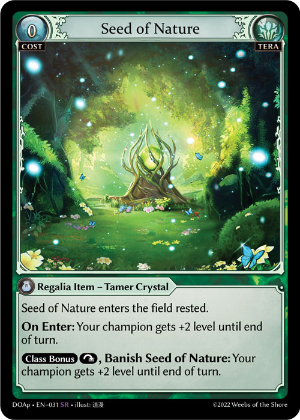 Seed of Nature
0
COST
TERA
Regalia Item – Tamer Crystal
Seed of Nature enters the field rested.
On Enter: Your champion gets +2 level until end
of turn.
Class Bonus , Banish Seed of Nature: Your
champion gets +2 level until end of turn.
DOAp • EN-031 SR • illust:
©2022 Weebs of the Shore